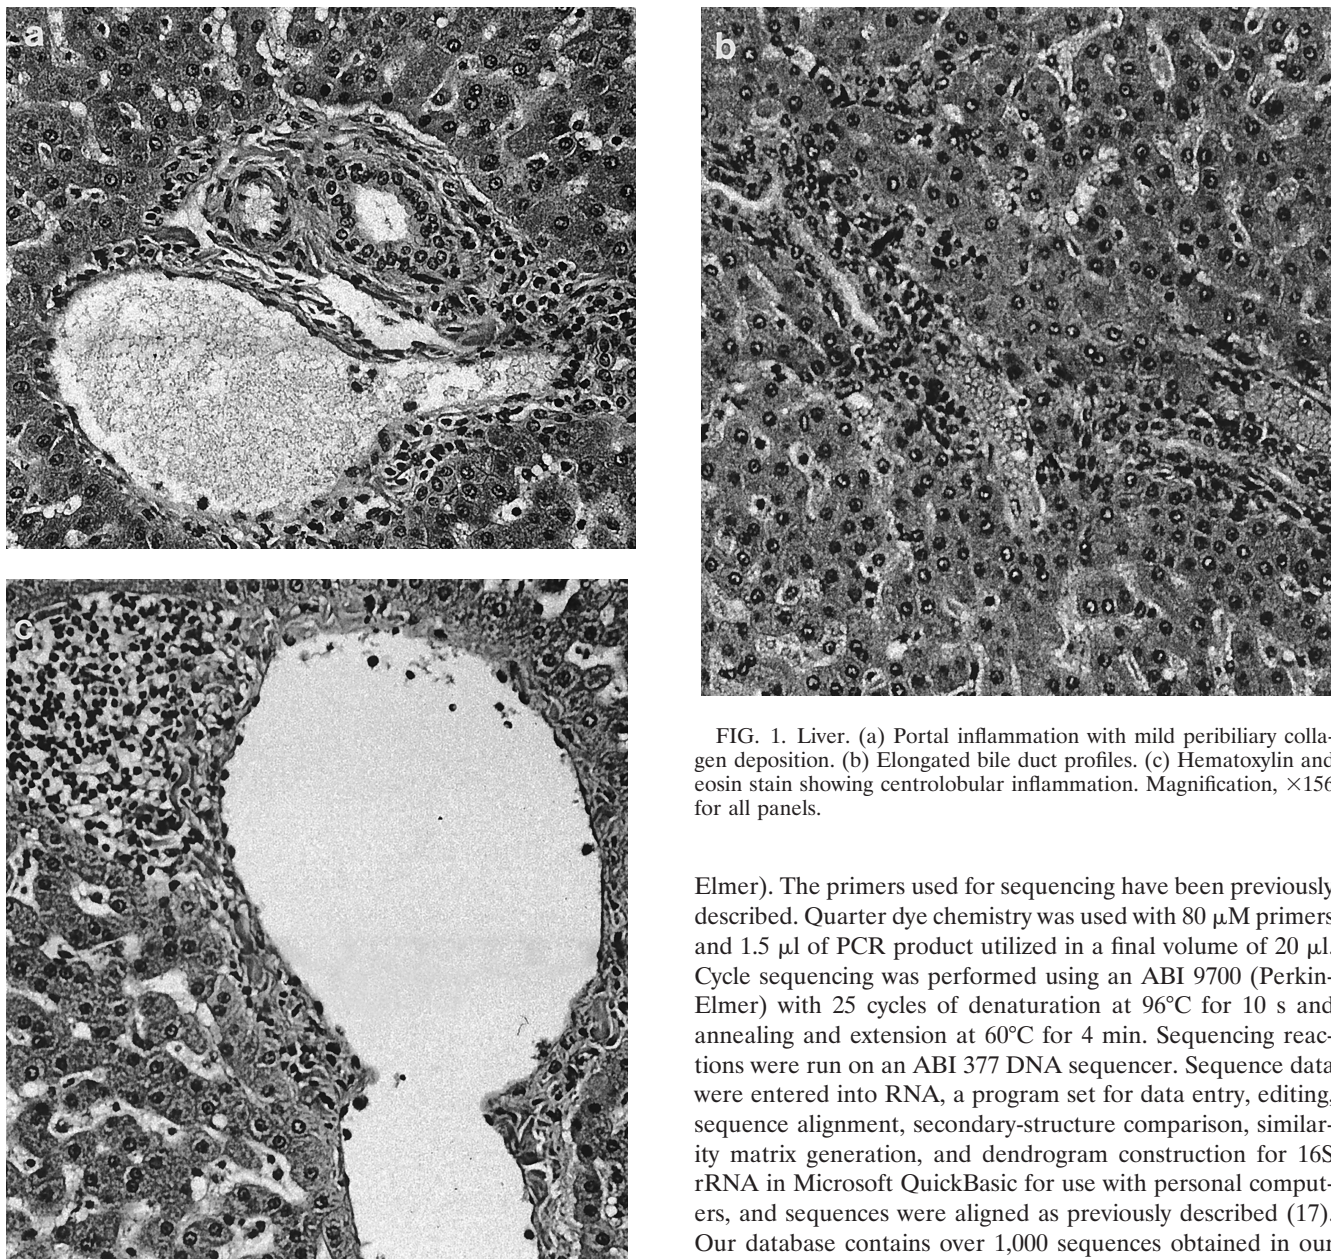 a
b
c
FIG. 1. Liver. (a) Portal inflammation with mild peribiliary colla-
gen deposition. (b) Elongated bile duct profiles. (c) Hematoxylin and
eosin stain showing centrolobular inflammation. Magnification, ×156
for all panels.
Elmer). The primers used for sequencing have been previously
described. Quarter dye chemistry was used with 80 μM primers
and 1.5 μl of PCR product utilized in a final volume of 20 μl.
Cycle sequencing was performed using an ABI 9700 (Perkin-
Elmer) with 25 cycles of denaturation at 96°C for 10 s and
annealing and extension at 60°C for 4 min. Sequencing reac-
tions were run on an ABI 377 DNA sequencer. Sequence data
were entered into RNA, a program set for data entry, editing,
sequence alignment, secondary-structure comparison, similar-
ity matrix generation, and dendrogram construction for 16S
rRNA in Microsoft QuickBasic for use with personal comput-
ers, and sequences were aligned as previously described (17).
Our database contains over 1,000 sequences obtained in our